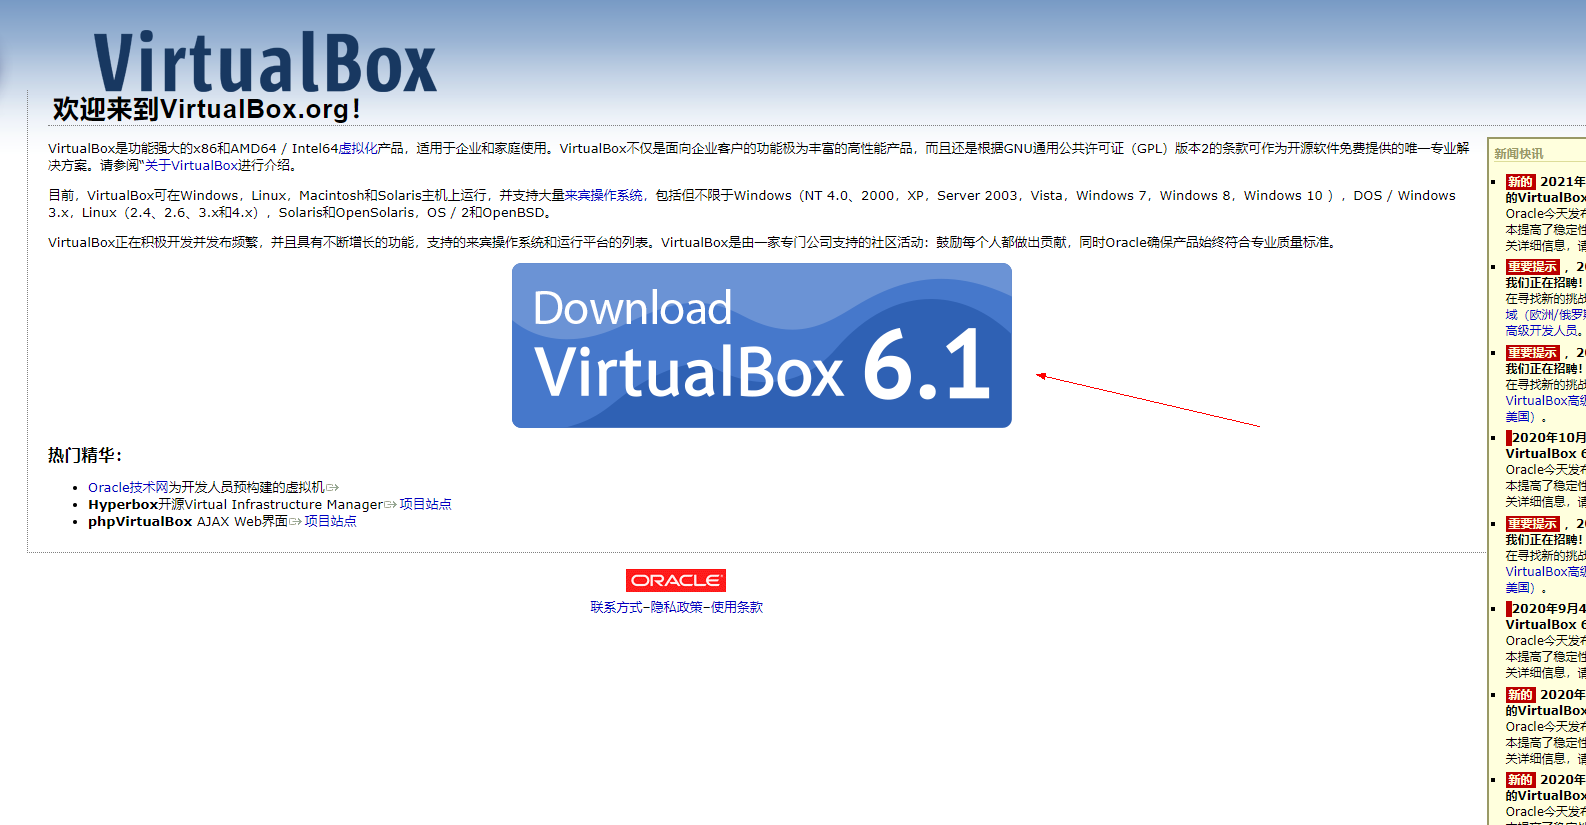 VirtualBox
欢迎来到VirtualBox.org！
VirtualBox是功能强大的x86和AMD64 / Intel64虚拟化产品，适用于企业和家庭使用。VirtualBox不仅是面向企业客户的功能极为丰富的高性能产品，而且还是根据GNU通用公共许可证（GPL）版本2的条款可作为开源软件免费提供的唯一专业解
决方案。请参阅“关于VirtualBox进行介绍。
目前，VirtualBox可在Windows，Linux，Macintosh和Solaris主机上运行，并支持大量来宾操作系统，包括但不限于Windows（NT 4.0、2000，XP，Server 2003，Vista，Windows 7，Windows 8，Windows 10 ），DOS / Windows
3.x，Linux（2.4、2.6、3.x和4.x），Solaris和OpenSolaris，OS / 2和OpenBSD。
VirtualBox正在积极开发并发布频繁，并且具有不断增长的功能，支持的来宾操作系统和运行平台的列表。VirtualBox是由一家专门公司支持的社区活动：鼓励每个人都做出贡献，同时Oracle确保产品始终符合专业质量标准。
Download
VirtualBox 6.1
热门精华：
Oracle技术网为开发人员预构建的虚拟机
Hyperbox开源Virtual Infrastructure Manager 项目站点
phpVirtualBox AJAX Web界面 项目站点
ORACLE
联系方式–隐私政策–使用条款
新闻快讯
新的 2021年
的VirtualBox
Oracle今天发布
本提高了稳定性
关详细信息，请
重要提示 ，20
我们正在招聘！
在寻找新的挑战
域（欧洲/俄罗斯
高级开发人员。
重要提示 ，20
我们正在招聘！
在寻找新的挑战
VirtualBox高级
美国）。
2020年10月
VirtualBox 6
Oracle今天发布
本提高了稳定性
关详细信息，请
重要提示 ，20
我们正在招聘！
在寻找新的挑战
VirtualBox高级
美国）。
2020年9月4
VirtualBox 6
Oracle今天发布
本提高了稳定性
关详细信息，请
新的 2020年
的VirtualBox
Oracle今天发布
本提高了稳定性
关详细信息，请
新的 2020年
的VirtualBox
Oracle今天发布